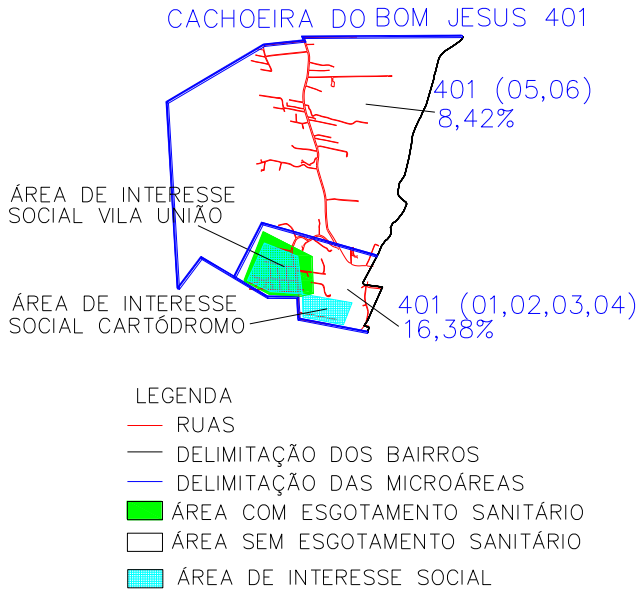 CACHOEIRA DO BOM JESUS 401
401 (05,06)
8,42%
ÁREA DE INTERESSE
SOCIAL VILA UNIÃO
ÁREA DE INTERESSE
SOCIAL CARTÓDROMO
401 (01,02,03,04)
16,38%
LEGENDA
RUAS
DELIMITAÇÃO DOS BAIRROS
DELIMITAÇÃO DAS MICROÁREAS
ÁREA COM ESGOTAMENTO SANITÁRIO
ÁREA SEM ESGOTAMENTO SANITÁRIO
ÁREA DE INTERESSE SOCIAL